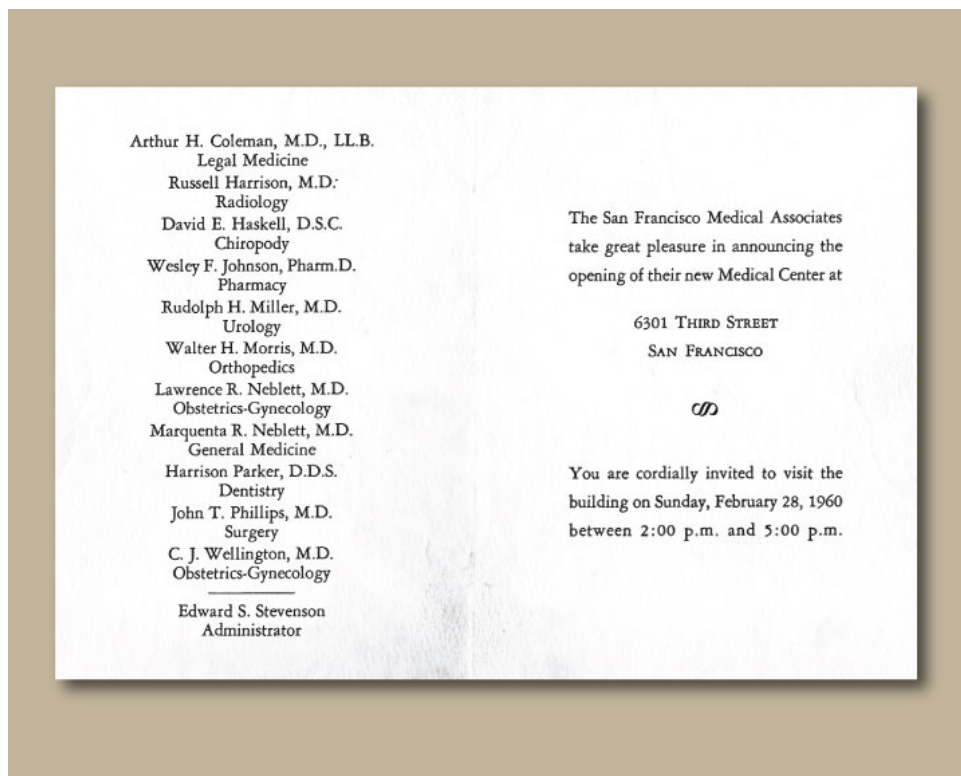 Arthur H. Coleman, M.D., LL.B.
Legal Medicine
Russell Harrison, M.D.
Radiology
David E. Haskell, D.S.C.
Chiropody
Wesley F. Johnson, Pharm.D.
Pharmacy
Rudolph H. Miller, M.D.
Urology
Walter H. Morris, M.D.
Orthopedics
Lawrence R. Neblett, M.D.
Obstetrics-Gynecology
Marquenta R. Neblett, M.D.
General Medicine
Harrison Parker, D.D.S.
Dentistry
John T. Phillips, M.D.
Surgery
C. J. Wellington, M.D.
Obstetrics-Gynecology
Edward S. Stevenson
Administrator
The San Francisco Medical Associates
take great pleasure in announcing the
opening of their new Medical Center at
6301 Third Street
San Francisco
You are cordially invited to visit the
building on Sunday, February 28, 1960
between 2:00 p.m. and 5:00 p.m.